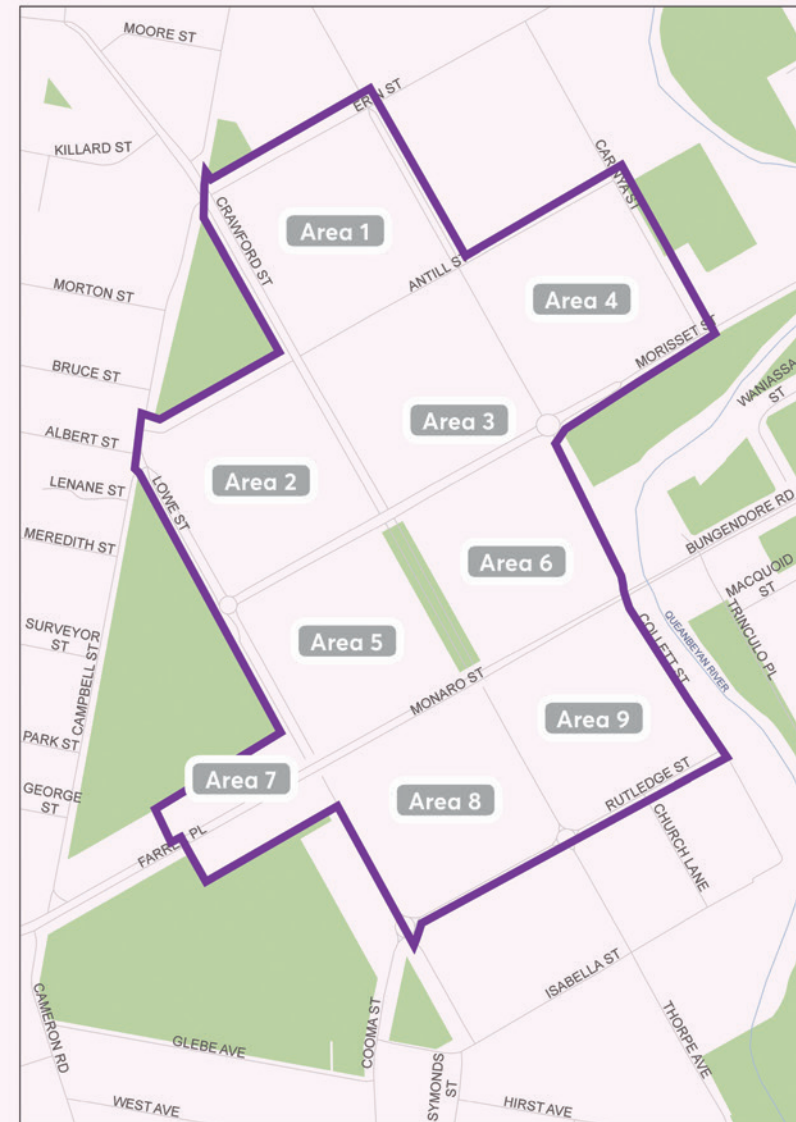 MOORE ST
ERIN ST
KILLARD ST
CARINYA ST
CRAWFORD ST
Area 1
ANTILL ST
MORTON ST
Area 4
MORISSET ST
BRUCE ST
WANIASSA
ST
Area 3
ALBERT ST
LOWE ST
Area 2
LENANE ST
BUNGENDORE RD
MEREDITH ST
Area 6
MACQUOID
ST
TRINCULO PL
SURVEYOR
ST
CAMPBELL ST
Area 5
COLLETT ST
QUEANBEYAN RIVER
MONARO ST
Area 9
PARK ST
Area 7
GEORGE
ST
Area 8
RUTLEDGE ST
FARRER PL
CHURCH LANE
ISABELLA ST
CAMERON RD
COOMA ST
THORPE AVE
GLEBE AVE
SYMONDS
ST
WEST AVE
HIRST AVE